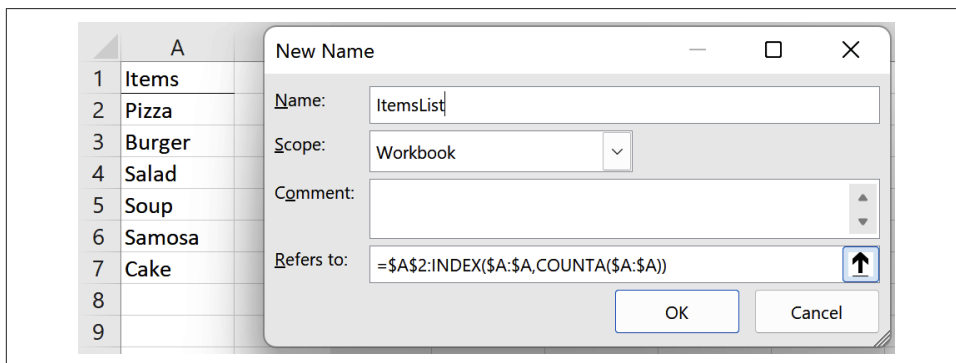 A
1 Items
2 Pizza
3 Burger
4 Salad
5 Soup
6 Samosa
7 Cake
8
9
New Name
Name: ItemsList
Scope: Workbook
Comment:
Refers to: =$A$2:INDEX($A:$A,COUNTA($A:$A))
OK Cancel